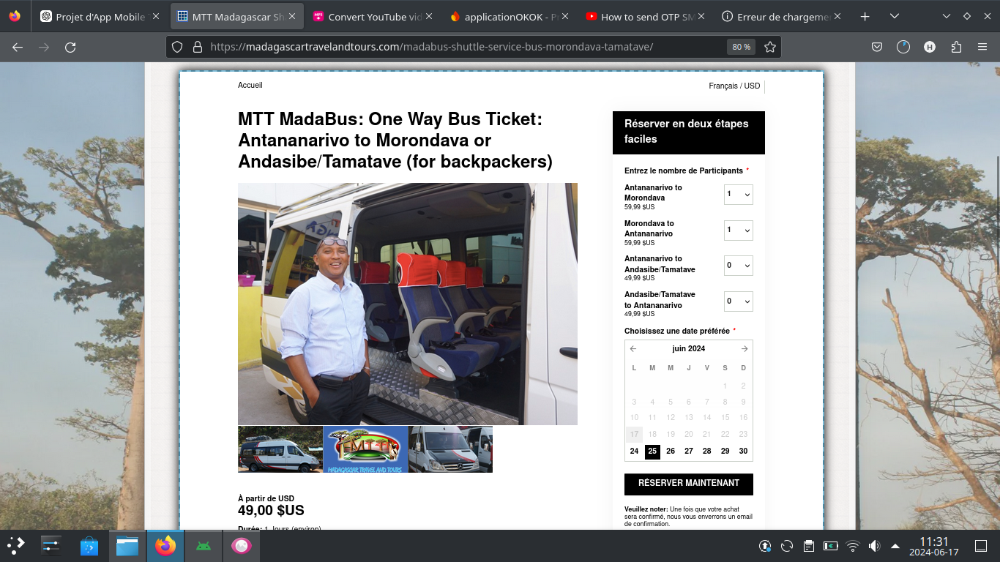 Projet d'App Mobile
MTT Madagascar Sh
Convert YouTube vid
applicationOKOK - P
How to send OTP SM
Erreur de chargeme
https://madagascartravelandtours.com/madabus-shuttle-service-bus-morondava-tamatave/
80 %
Accueil
Français / USD
MTT MadaBus: One Way Bus Ticket:
Antananarivo to Morondava or
Andasibe/Tamatave (for backpackers)
MTT
MADAGASCAR TRAVEL AND TOURS
À partir de USD
49,00 $US
Durée: 1 Jours (environ)
Réserver en deux étapes
faciles
Entrez le nombre de Participants *
Antananarivo to
Morondava
59,99 $US
1
Morondava to
Antananarivo
59,99 $US
1
Antananarivo to
Andasibe/Tamatave
49,99 $US
0
Andasibe/Tamatave
to Antananarivo
49,99 $US
0
Choisissez une date préférée *
juin 2024
L M M J V S D
1 2
3 4 5 6 7 8 9
10 11 12 13 14 15 16
17 18 19 20 21 22 23
24 25 26 27 28 29 30
RÉSERVER MAINTENANT
Veuillez noter: Une fois que votre achat
sera confirmé, nous vous enverrons un email
de confirmation.
11:31
2024-06-17